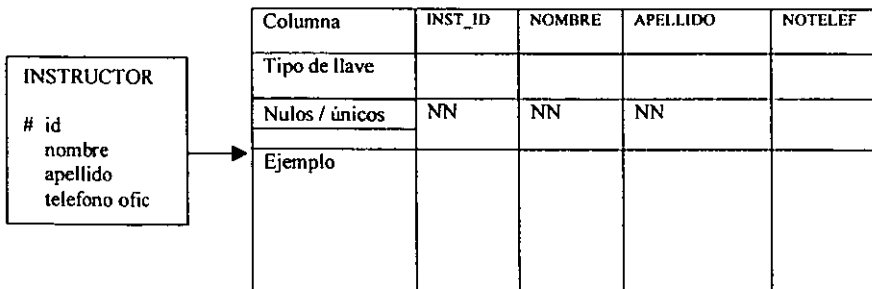 INSTRUCTOR
# id
nombre
apellido
telefono ofic
Columna INST_ID NOMBRE APELLIDO NOTELEF
Tipo de llave
Nulos / únicos NN NN NN
Ejemplo